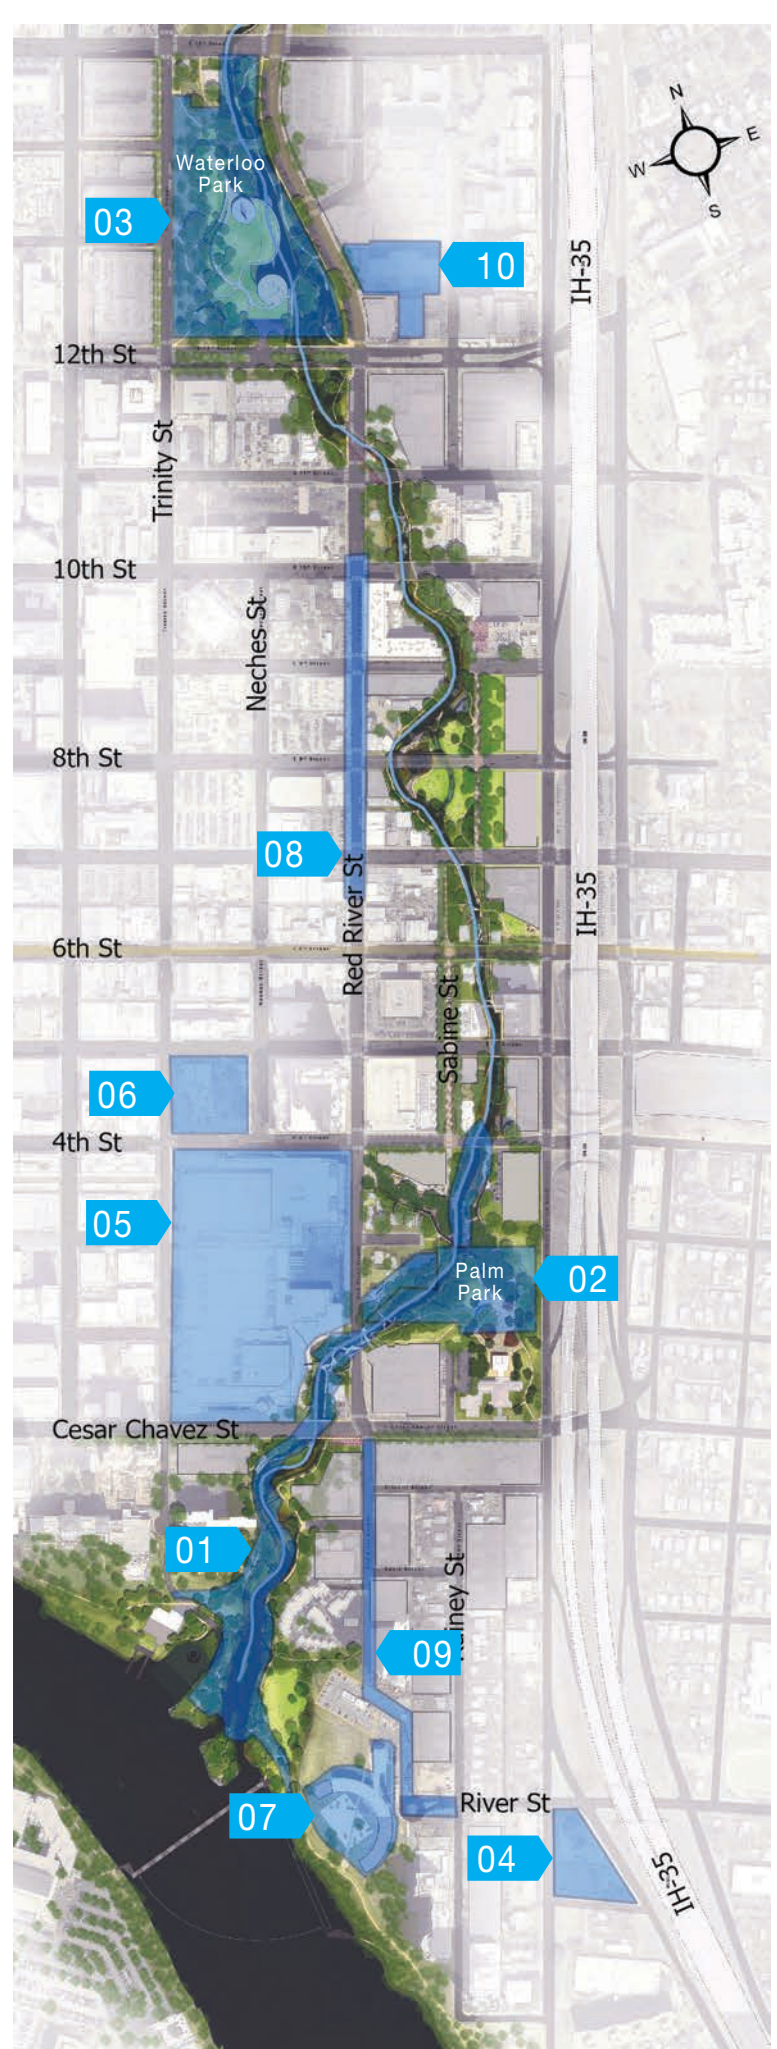 N
E
W
S
Waterloo
Park
03
10
IH-35
12th St
Trinity St
10th St
Neches St
8th St
08
Red River St
IH-35
6th St
Sabine St
06
4th St
05
Palm
Park
02
Cesar Chavez St
01
09
River St
07
04
IH-35